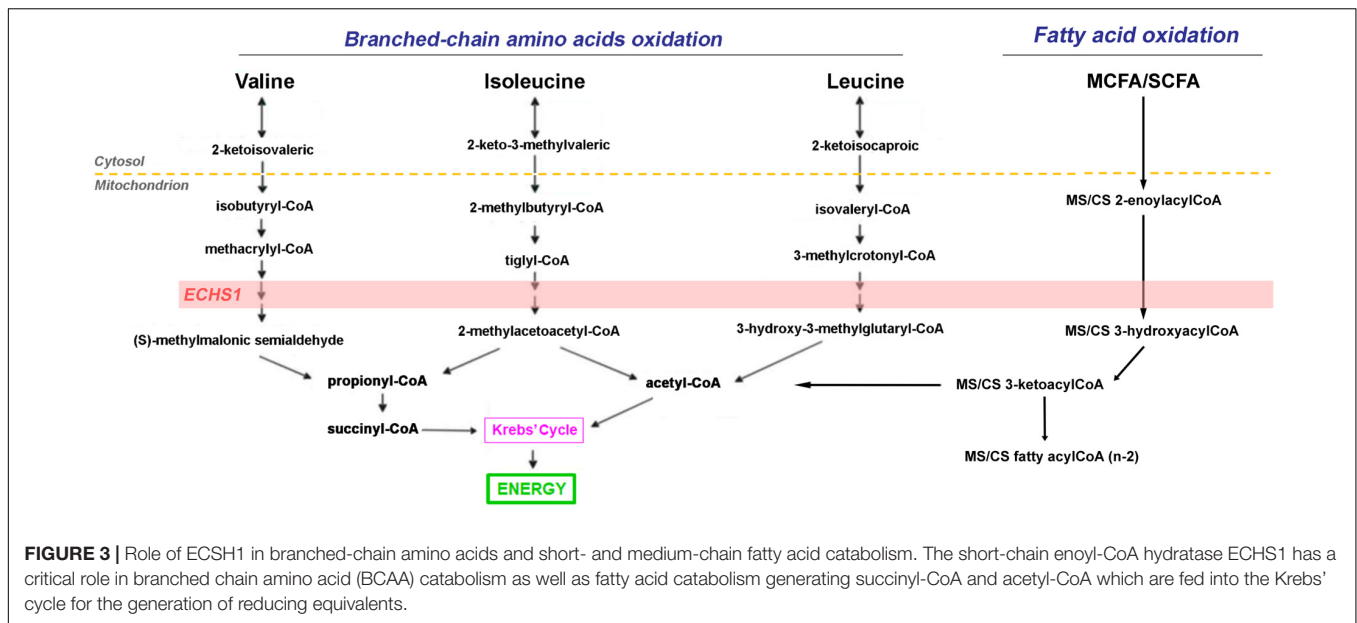 Branched-chain amino acids oxidation
Fatty acid oxidation
Valine
Isoleucine
Leucine
MCFA/SCFA
2-ketoisovaleric
2-keto-3-methylvaleric
2-ketoisocaproic
Cytosol
Mitochondrion
isobutyryl-CoA
2-methylbutyryl-CoA
isovaleryl-CoA
MS/CS 2-enoylacylCoA
methacrylyl-CoA
tiglyl-CoA
3-methylcrotonyl-CoA
ECHS1
(S)-methylmalonic semialdehyde
2-methylacetoacetyl-CoA
3-hydroxy-3-methylglutaryl-CoA
MS/CS 3-hydroxyacylCoA
propionyl-CoA
acetyl-CoA
MS/CS 3-ketoacylCoA
succinyl-CoA
Krebs' Cycle
MS/CS fatty acylCoA (n-2)
ENERGY
FIGURE 3 | Role of ECSH1 in branched-chain amino acids and short- and medium-chain fatty acid catabolism. The short-chain enoyl-CoA hydratase ECHS1 has a
critical role in branched chain amino acid (BCAA) catabolism as well as fatty acid catabolism generating succinyl-CoA and acetyl-CoA which are fed into the Krebs'
cycle for the generation of reducing equivalents.